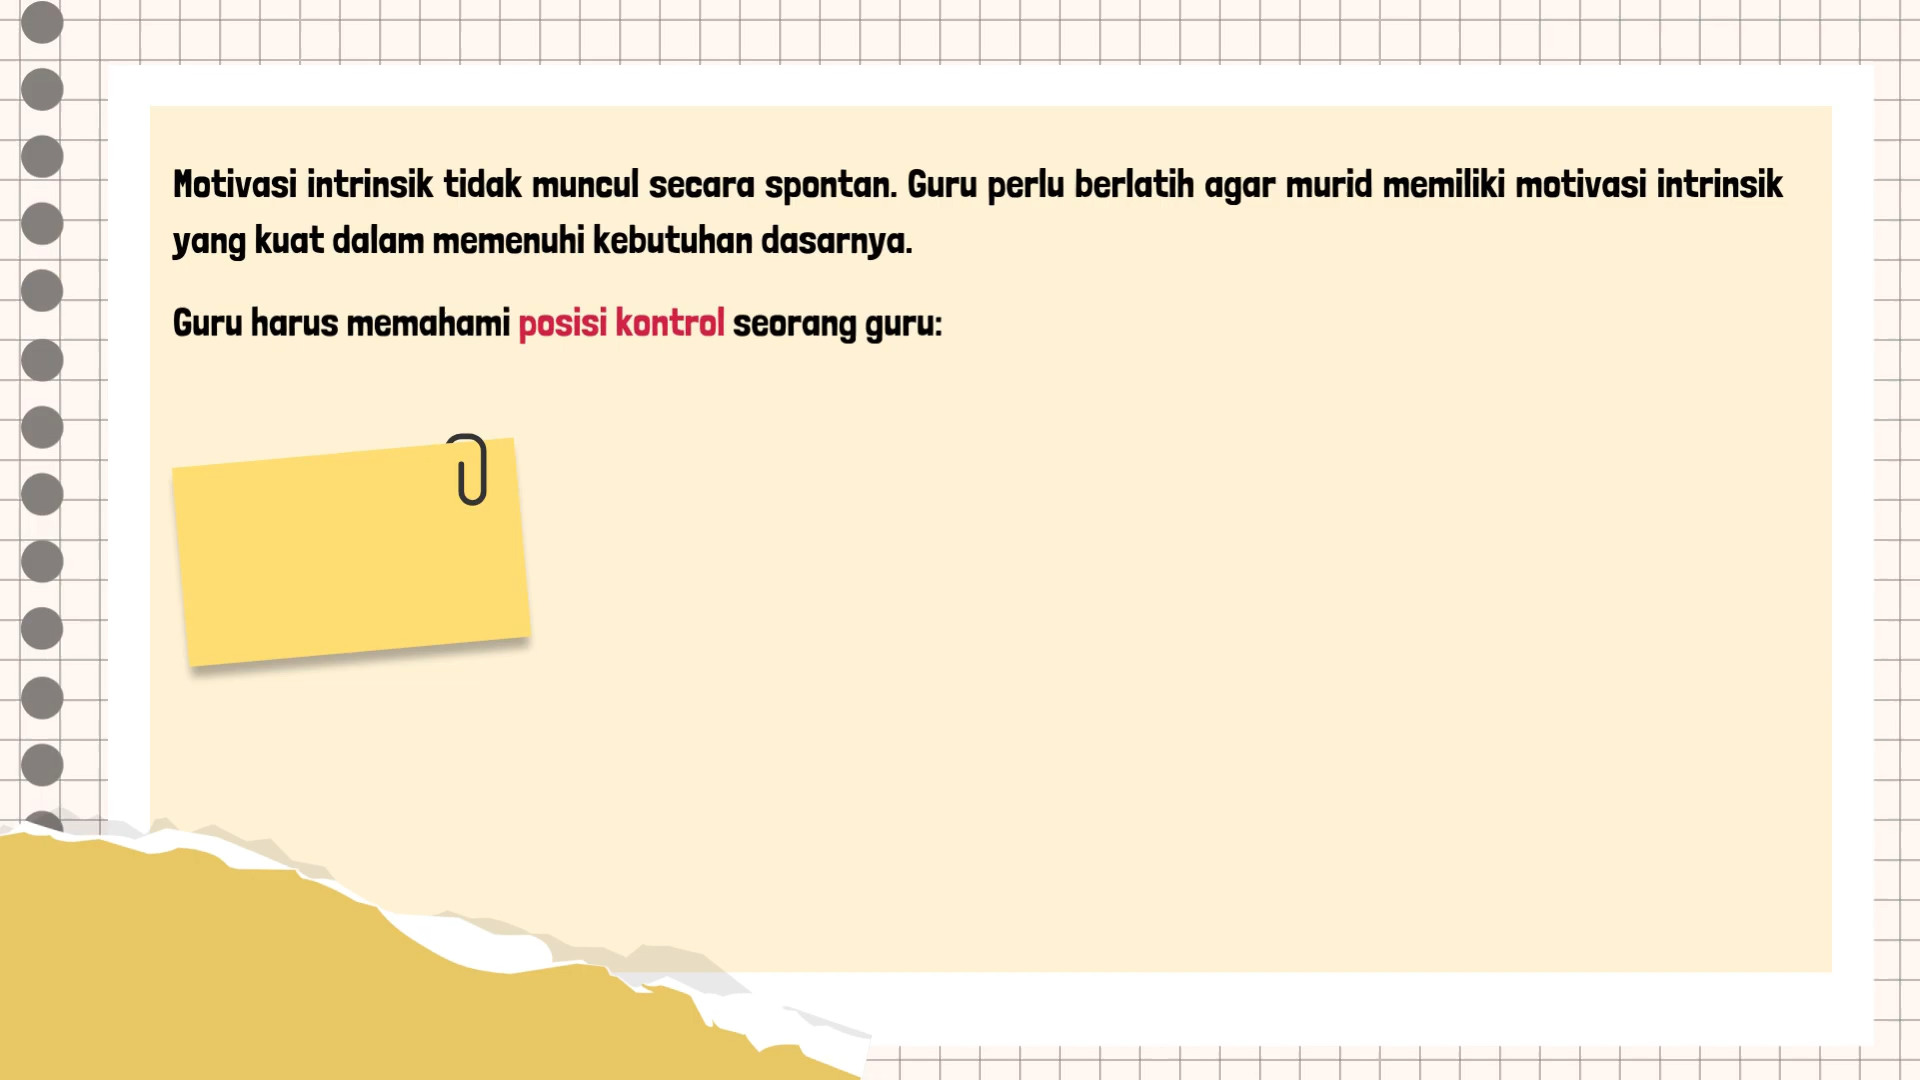 Motivasi intrinsik tidak muncul secara spontan. Guru perlu berlatih agar murid memiliki motivasi intrinsik
yang kuat dalam memenuhi kebutuhan dasarnya.
Guru harus memahami posisi kontrol seorang guru: